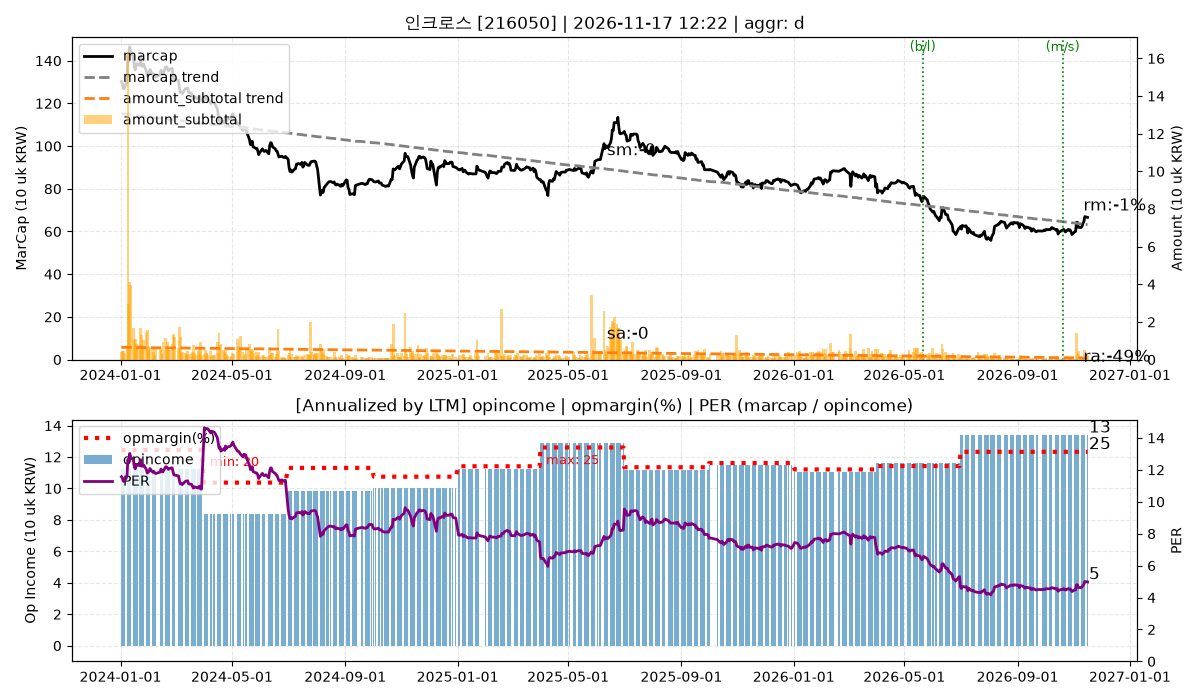 인크로스 [216050] | 2026-11-17 12:22 | aggr: d
MarCap (10 uk KRW)
Amount (10 uk KRW)
marcap
marcap trend
amount_subtotal trend
amount_subtotal
(b/l)
(m/s)
sm:-0
sa:-0
rm:-1%
ra:-49%
140
120
100
80
60
40
20
0
16
14
12
10
8
6
4
2
0
2024-01-01 2024-05-01 2024-09-01 2025-01-01 2025-05-01 2025-09-01 2026-01-01 2026-05-01 2026-09-01 2027-01-01
[Annualized by LTM] opincome | opmargin(%) | PER (marcap / opincome)
Op Income (10 uk KRW)
PER
opmargin(%)
opincome
PER
min: 20
max: 25
13
25
5
14
12
10
8
6
4
2
0
14
12
10
8
6
4
2
0
2024-01-01 2024-05-01 2024-09-01 2025-01-01 2025-05-01 2025-09-01 2026-01-01 2026-05-01 2026-09-01 2027-01-01